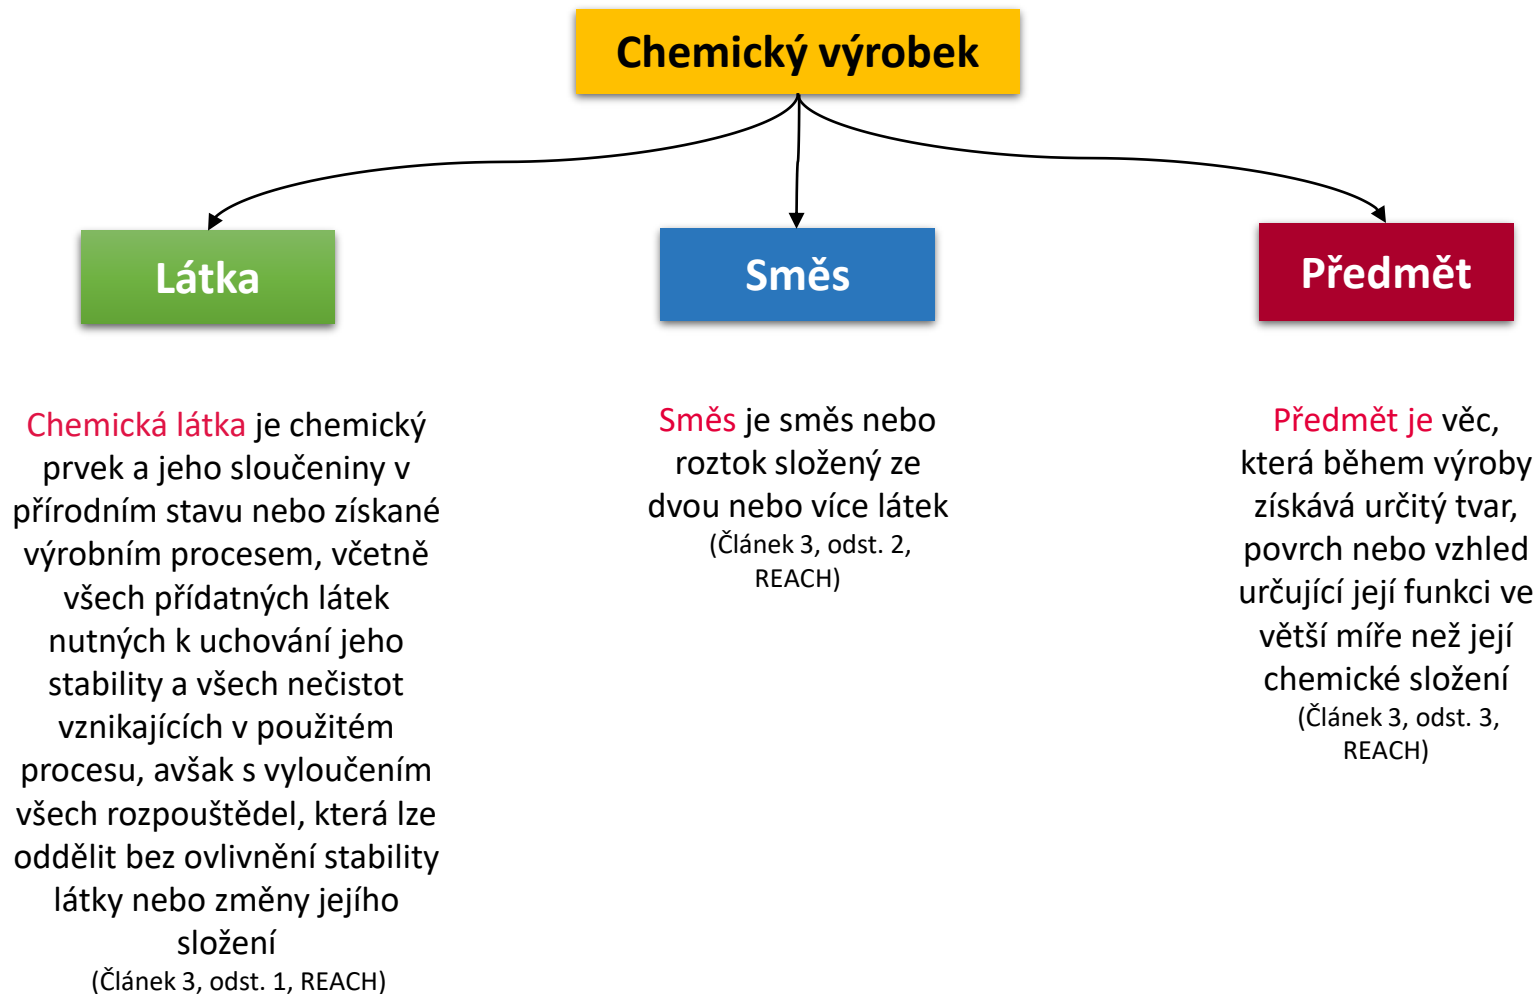 Chemický výrobek
Látka
Směs
Předmět
Chemická látka je chemický
prvek a jeho sloučeniny v
přírodním stavu nebo získané
výrobním procesem, včetně
všech přídatných látek
nutných k uchování jeho
stability a všech nečistot
vznikajících v použitém
procesu, avšak s vyloučením
všech rozpouštědel, která lze
oddělit bez ovlivnění stability
látky nebo změny jejího
složení
(Článek 3, odst. 1, REACH)
Směs je směs nebo
roztok složený ze
dvou nebo více látek
(Článek 3, odst. 2,
REACH)
Předmět je věc,
která během výroby
získává určitý tvar,
povrch nebo vzhled
určující její funkci ve
větší míře než její
chemické složení
(Článek 3, odst. 3,
REACH)